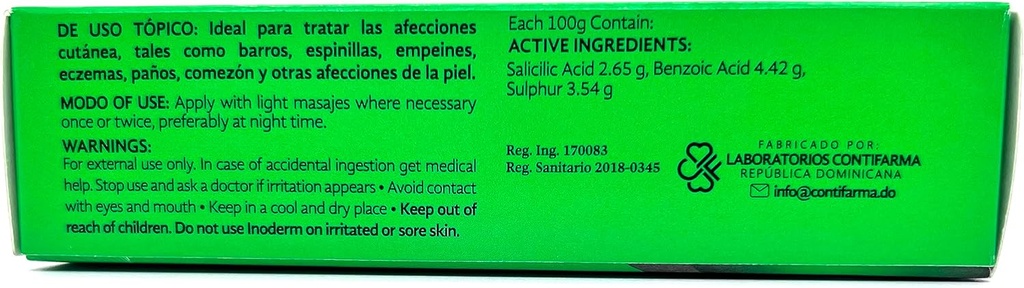 DE USO TÓPICO: Ideal para tratar las afecciones
cutánea, tales como barros, espinillas, empeines,
eczemas, paños, comezón y otras afecciones de la piel.
MODO OF USE: Apply with light masajes where necessary
once or twice, preferably at night time.
WARNINGS:
For external use only. In case of accidental ingestion get medical
help. Stop use and ask a doctor if irritation appears • Avoid contact
with eyes and mouth • Keep in a cool and dry place • Keep out of
reach of children. Do not use Inoderm on irritated or sore skin.
Each 100g Contain:
ACTIVE INGREDIENTS:
Salicilic Acid 2.65 g, Benzoic Acid 4.42 g,
Sulphur 3.54 g
Reg. Ing. 170083
Reg. Sanitario 2018-0345
FABRICADO POR:
LABORATORIOS CONTIFARMA
REPÚBLICA DOMINICANA
info@contifarma.do